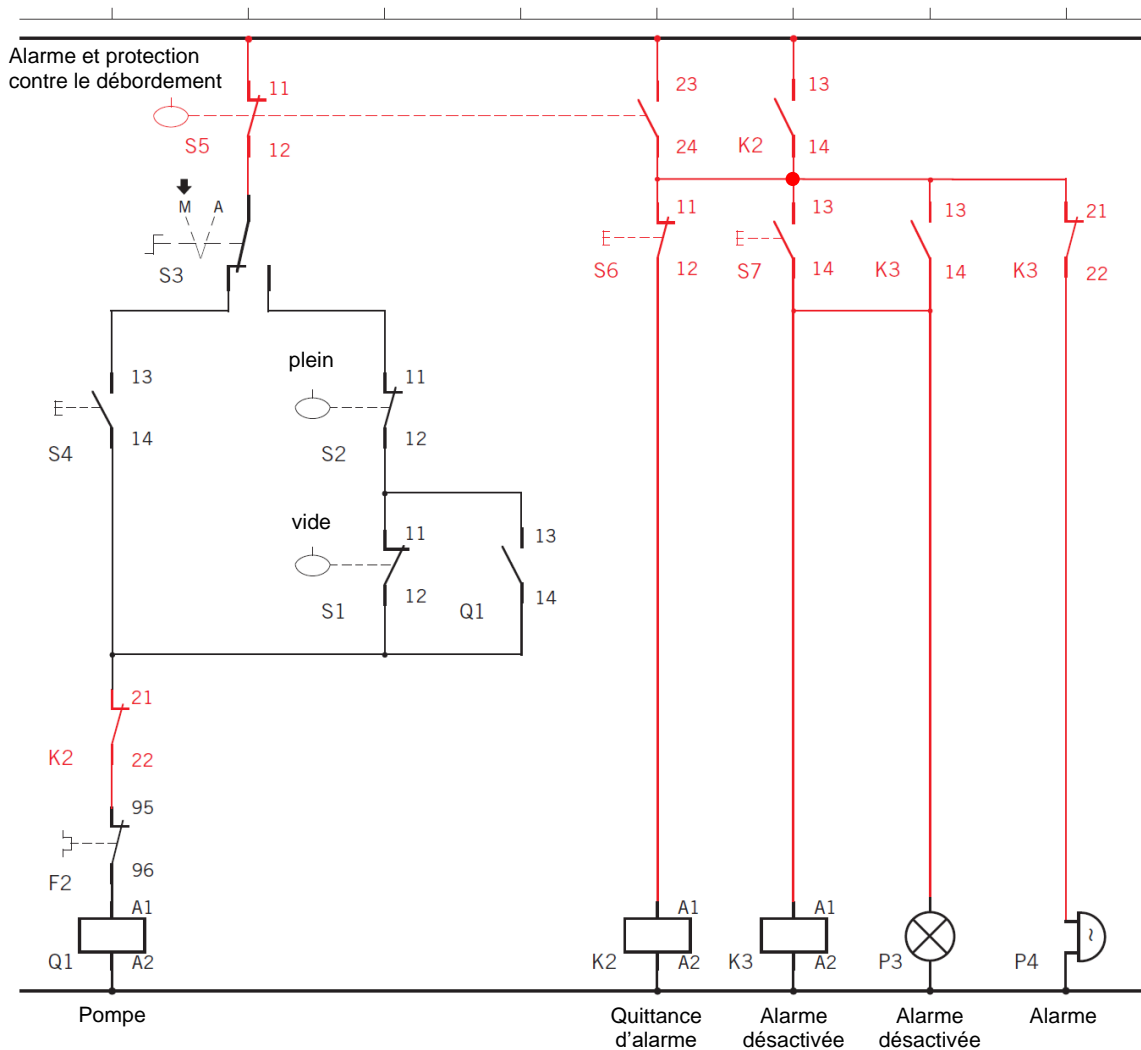 Alarme et protection
contre le débordement
11
23
13
S5
12
24
K2
14
M A
S3
11
13
13
21
S6
12
S7
14
K3
14
K3
22
plein
13
11
14
12
S4
S2
vide
11
13
12
14
S1
Q1
21
K2
22
95
96
F2
A1
A1
A1
~
Q1
A2
K2
A2
K3
A2
P3
P4
Pompe
Quittance
d'alarme
Alarme
désactivée
Alarme
désactivée
Alarme